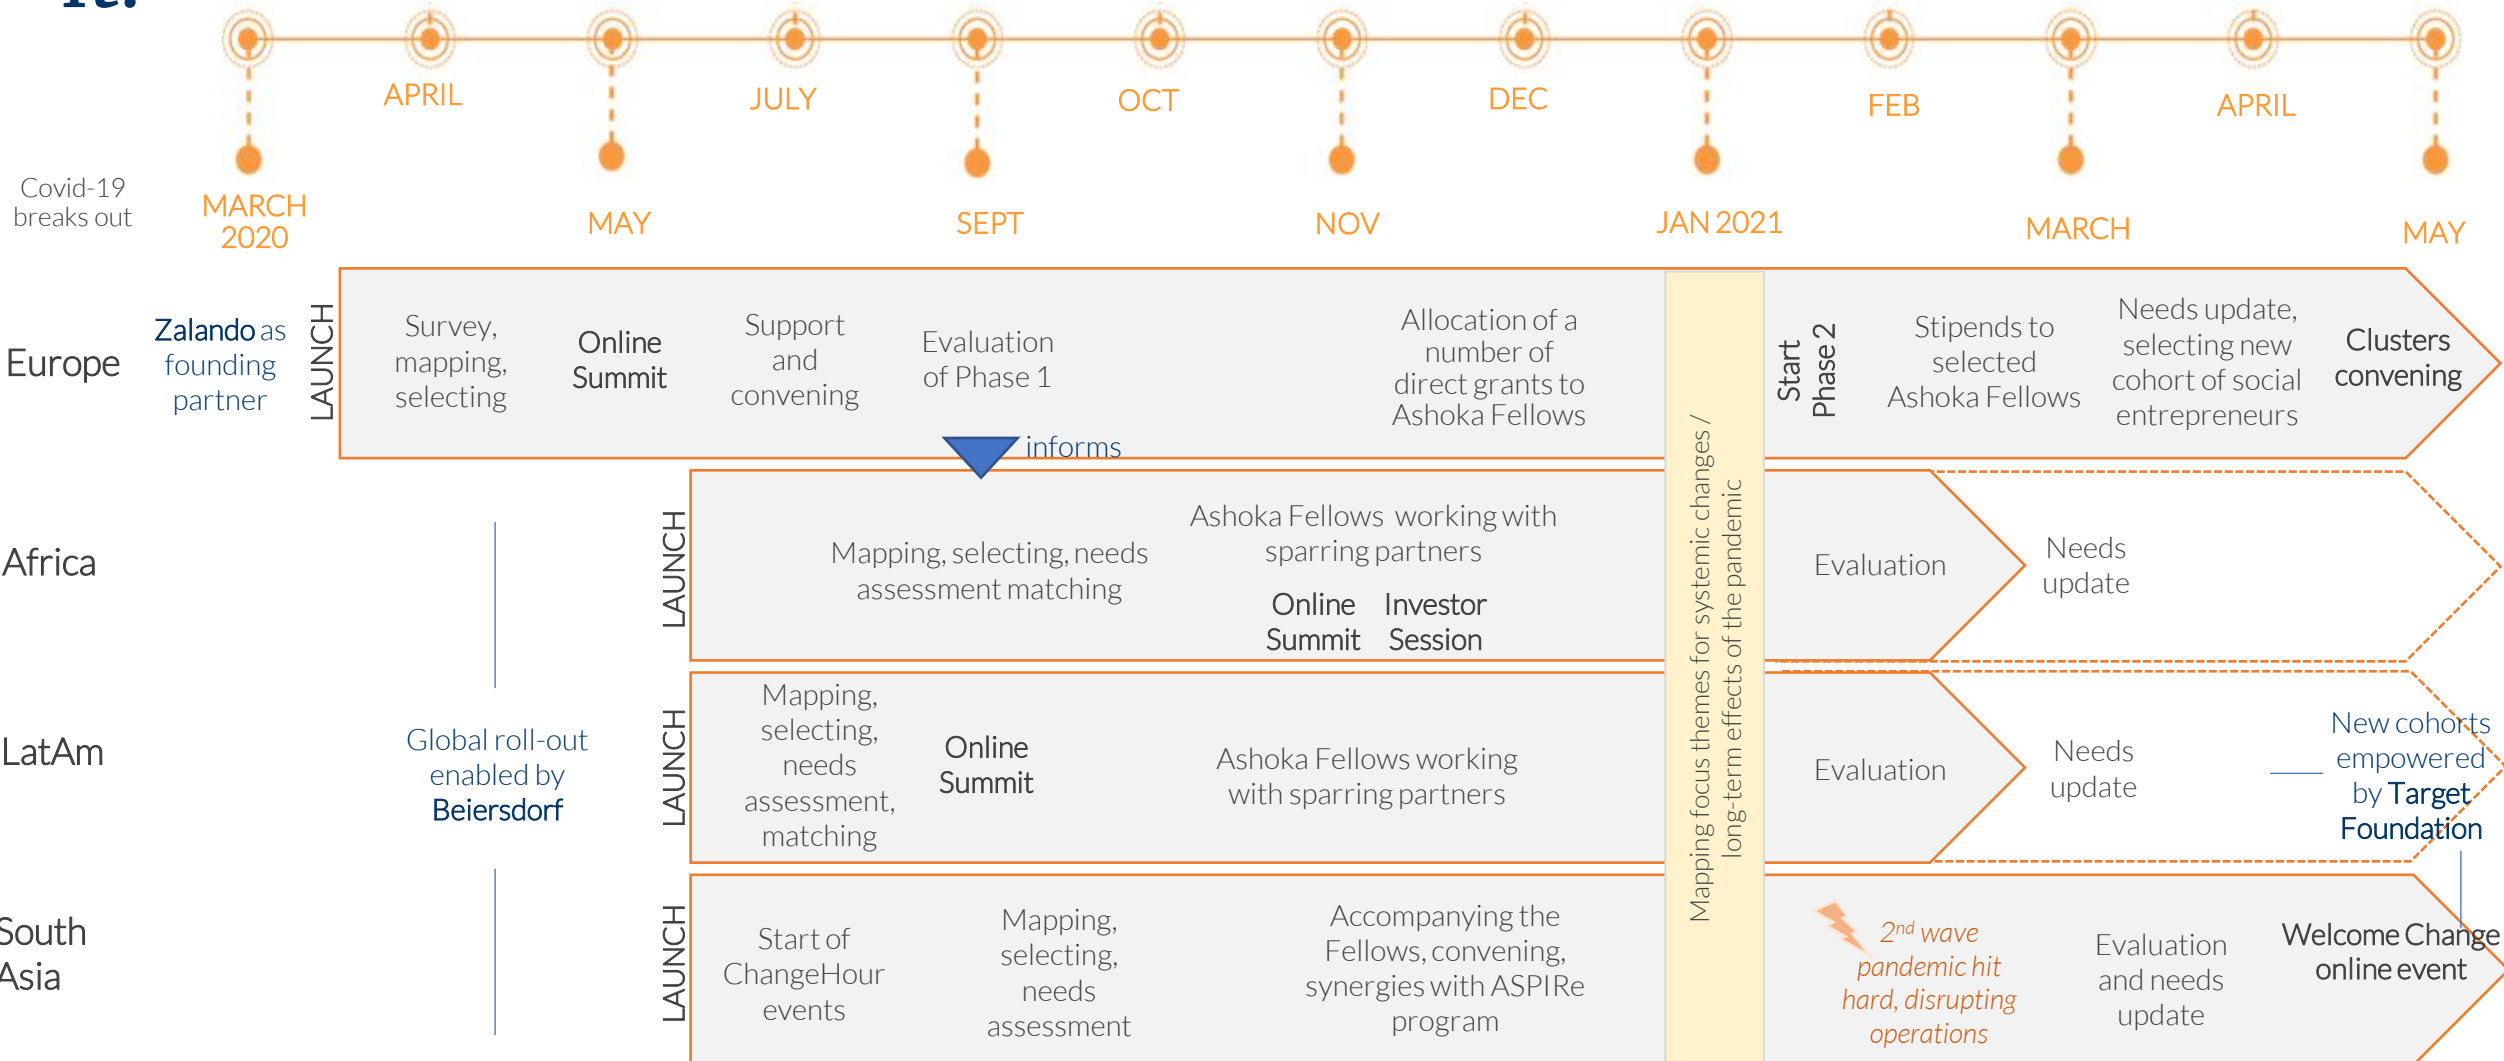 it.
APRIL
JULY
OCT
DEC
FEB
APRIL
Covid-19
breaks out
MARCH
2020
MAY
SEPT
NOV
JAN 2021
MARCH
MAY
Europe
Zalando as
founding
partner
LAUNCH
Survey,
mapping,
selecting
Online
Summit
Support
and
convening
Evaluation
of Phase 1
Allocation of a
number of
direct grants to
Ashoka Fellows
Start
Phase 2
Stipends to
selected
Ashoka Fellows
Needs update,
selecting new
cohort of social
entrepreneurs
Clusters
convening
informs
Mapping focus themes for systemic changes /
long-term effects of the pandemic
Africa
LAUNCH
Mapping, selecting, needs
assessment matching
Ashoka Fellows working with
sparring partners
Online
Summit
Investor
Session
Evaluation
Needs
update
LatAm
Global roll-out
enabled by
Beiersdorf
LAUNCH
Mapping,
selecting,
needs
assessment,
matching
Online
Summit
Ashoka Fellows working
with sparring partners
Evaluation
Needs
update
New cohorts
empowered
by Target
Foundation
South
Asia
LAUNCH
Start of
ChangeHour
events
Mapping,
selecting,
needs
assessment
Accompanying the
Fellows, convening,
synergies with ASPIRe
program
2nd wave
pandemic hit
hard, disrupting
operations
Evaluation
and needs
update
Welcome Change
online event